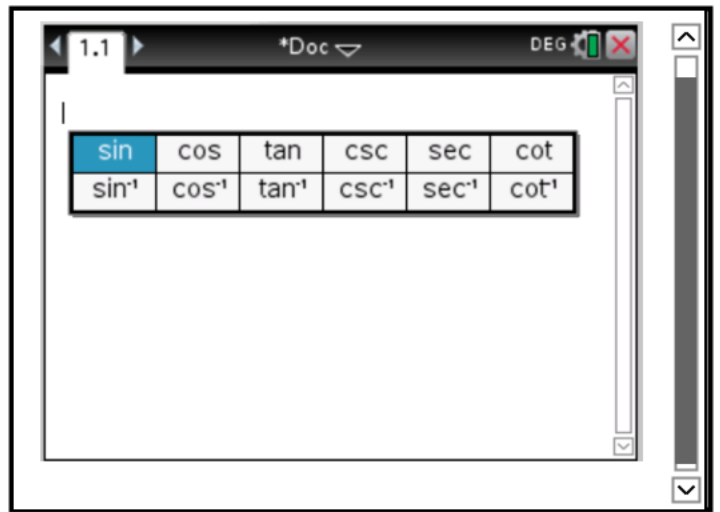 1.1 *Doc DEG
sin cos tan csc sec cot
sin⁻¹ cos⁻¹ tan⁻¹ csc⁻¹ sec⁻¹ cot⁻¹